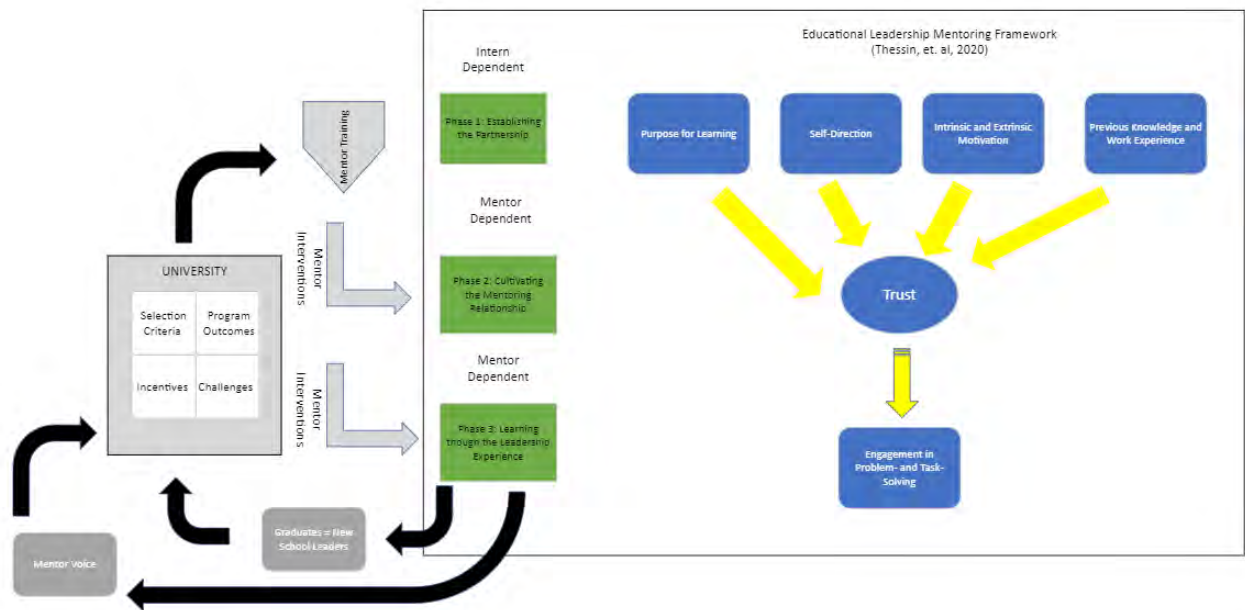 Educational Leadership Mentoring Framework
(Thessin, et. al, 2020)
Intern
Dependent
Phase 1: Establishing
the Partnership
Mentor
Dependent
Phase 2: Cultivating
the Mentoring
Relationship
Mentor
Dependent
Phase 3: Learning
though the Leadership
Experience
Mentor Training
Mentor
Interventions
Mentor
Interventions
UNIVERSITY
Selection
Criteria
Program
Outcomes
Incentives
Challenges
Graduates = New
School Leaders
Mentor Voice
Purpose for Learning
Self-Direction
Intrinsic and Extrinsic
Motivation
Previous Knowledge and
Work Experience
Trust
Engagement in
Problem- and Task-
Solving